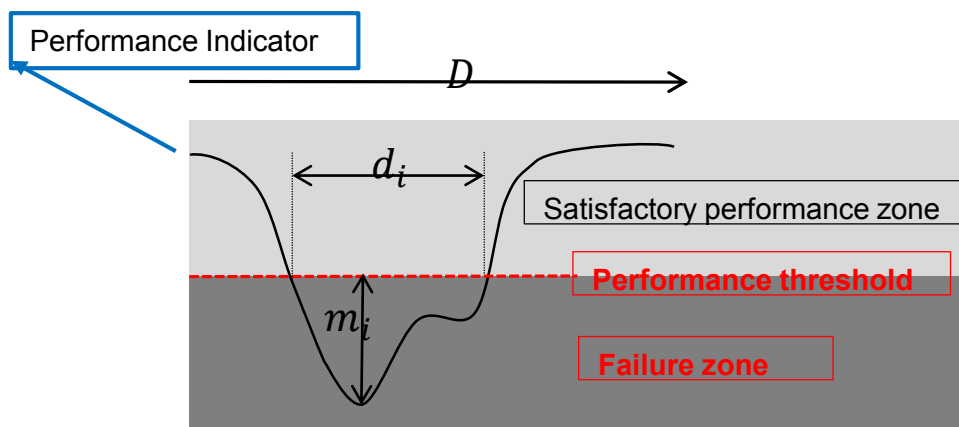 Performance Indicator
D
d_i
Satisfactory performance zone
Performance threshold
m_i
Failure zone